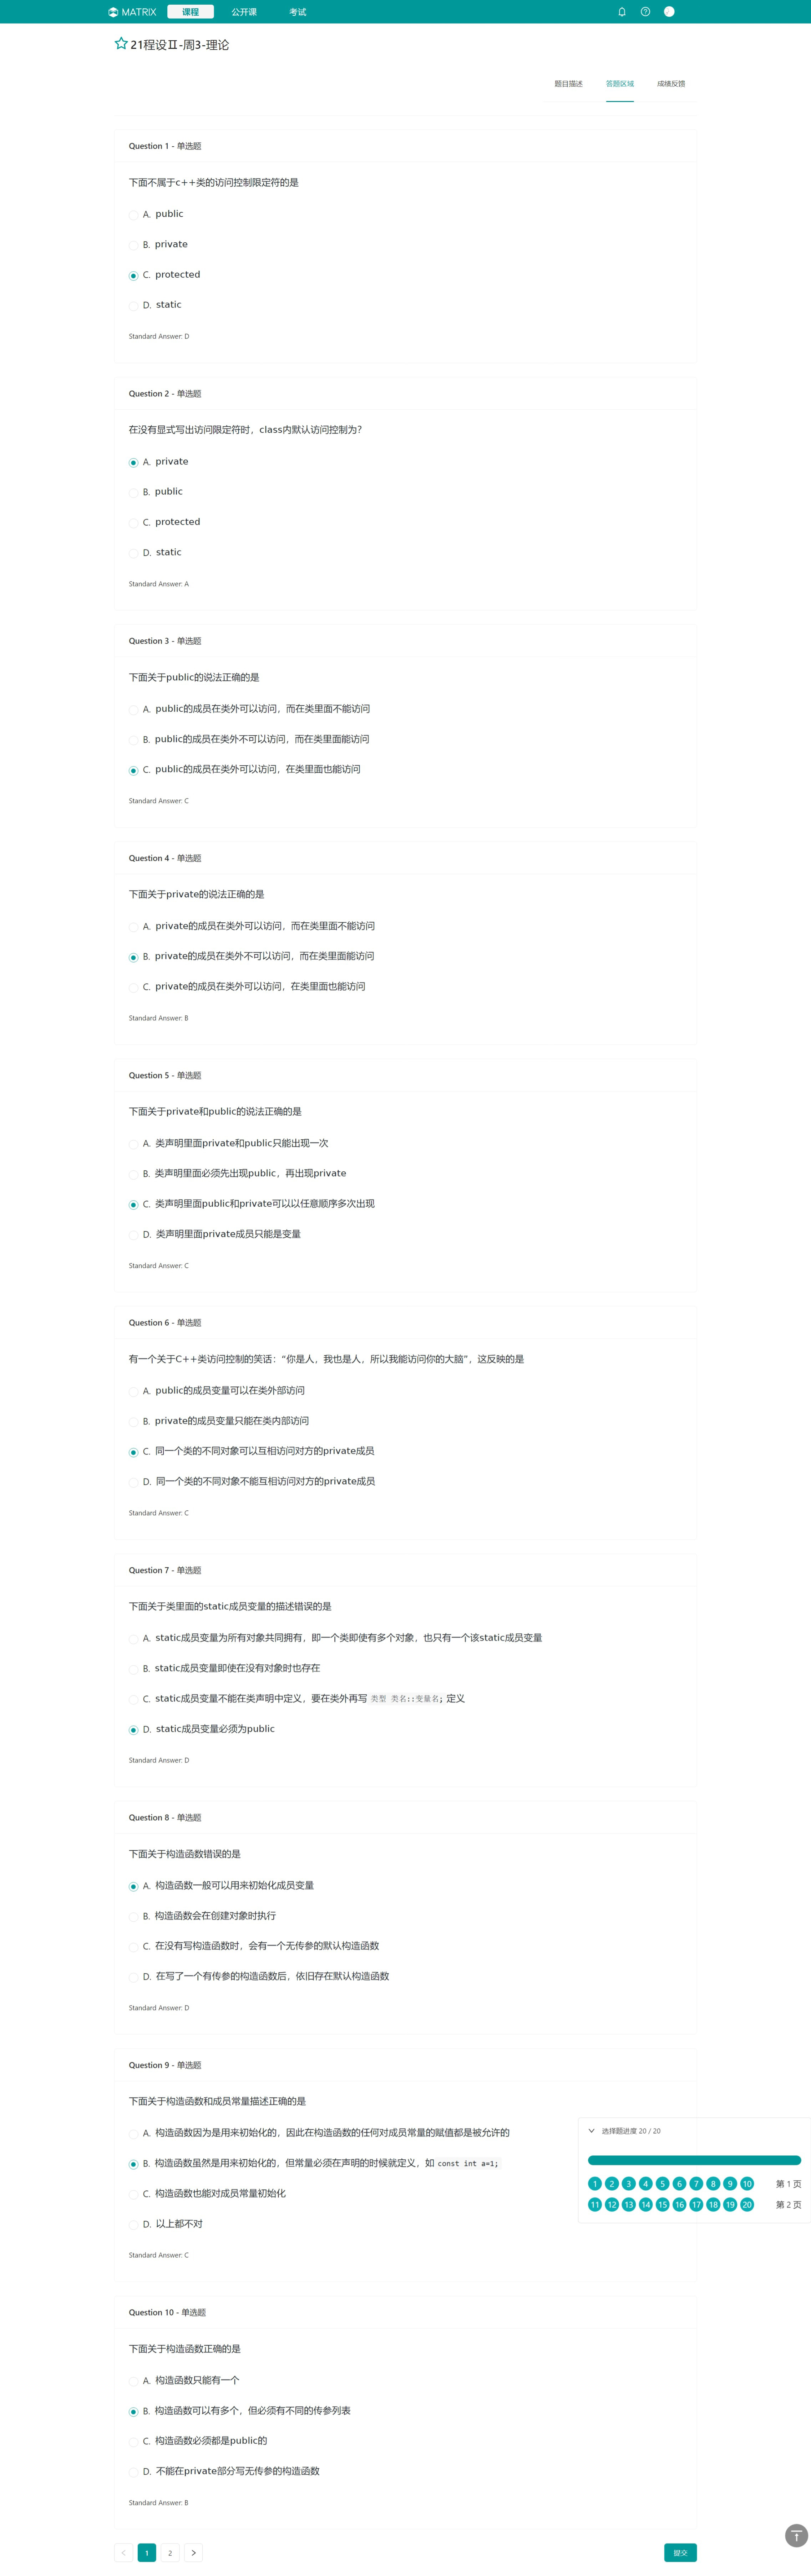 MATRIX 课程 公开课 考试
21程设II-周3-理论
题目描述 答题区域 成绩反馈
Question 1 - 单选题
下面不属于c++类的访问控制限定符的是
A. public
B. private
C. protected
D. static
Standard Answer: D
Question 2 - 单选题
在没有显式写出访问限定符时，class内默认访问控制为?
A. private
B. public
C. protected
D. static
Standard Answer: A
Question 3 - 单选题
下面关于public的说法正确的是
A. public的成员在类外可以访问，而在类里面不能访问
B. public的成员在类外不可以访问，而在类里面能访问
C. public的成员在类外可以访问，在类里面也能访问
Standard Answer: C
Question 4 - 单选题
下面关于private的说法正确的是
A. private的成员在类外可以访问，而在类里面不能访问
B. private的成员在类外不可以访问，而在类里面能访问
C. private的成员在类外可以访问，在类里面也能访问
Standard Answer: B
Question 5 - 单选题
下面关于private和public的说法正确的是
A. 类声明里面private和public只能出现一次
B. 类声明里面必须先出现public，再出现private
C. 类声明里面public和private可以以任意顺序多次出现
D. 类声明里面private成员只能是变量
Standard Answer: C
Question 6 - 单选题
有一个关于C++类访问控制的笑话：“你是人，我也是人，所以我能访问你的大脑”，这反映的是
A. public的成员变量可以在类外部访问
B. private的成员变量只能在类内部访问
C. 同一个类的不同对象可以互相访问对方的private成员
D. 同一个类的不同对象不能互相访问对方的private成员
Standard Answer: C
Question 7 - 单选题
下面关于类里面的static成员变量的描述错误的是
A. static成员变量为所有对象共同拥有，即一个类即使有多个对象，也只有一个该static成员变量
B. static成员变量即使在没有对象时也存在
C. static成员变量不能在类声明中定义，要在类外再写 类型 类名::变量名; 定义
D. static成员变量必须为public
Standard Answer: D
Question 8 - 单选题
下面关于构造函数错误的是
A. 构造函数一般可以用来初始化成员变量
B. 构造函数会在创建对象时执行
C. 在没有写构造函数时，会有一个无传参的默认构造函数
D. 在写了一个有传参的构造函数后，依旧存在默认构造函数
Standard Answer: D
Question 9 - 单选题
下面关于构造函数和成员常量描述正确的是
A. 构造函数因为是用来初始化的，因此在构造函数的任何对成员常量的赋值都是被允许的
B. 构造函数虽然是用来初始化的，但常量必须在声明的时候就定义，如 const int a=1;
C. 构造函数也能对成员常量初始化
D. 以上都不对
Standard Answer: C
选择题进度 20 / 20
1 2 3 4 5 6 7 8 9 10 第 1 页
11 12 13 14 15 16 17 18 19 20 第 2 页
Question 10 - 单选题
下面关于构造函数正确的是
A. 构造函数只能有一个
B. 构造函数可以有多个，但必须有不同的传参列表
C. 构造函数必须都是public的
D. 不能在private部分写无传参的构造函数
Standard Answer: B
1 2 提交